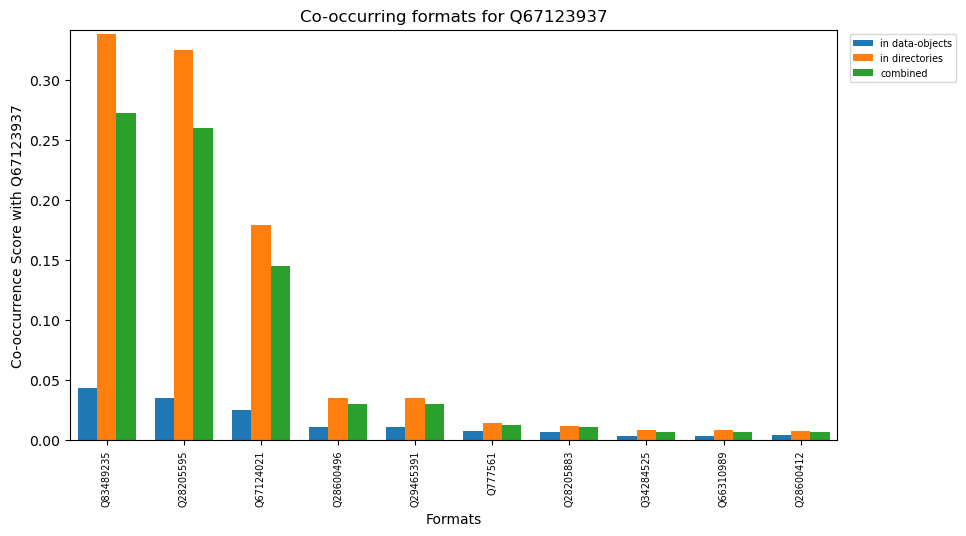 Co-occurring formats for Q67123937
in data-objects
in directories
combined
Co-occurrence Score with Q67123937
0.30
0.25
0.20
0.15
0.10
0.05
0.00
Q83489235
Q28205595
Q67124021
Q28600496
Q29465391
Q777561
Q28205883
Q34284525
Q66310989
Q28600412
Formats